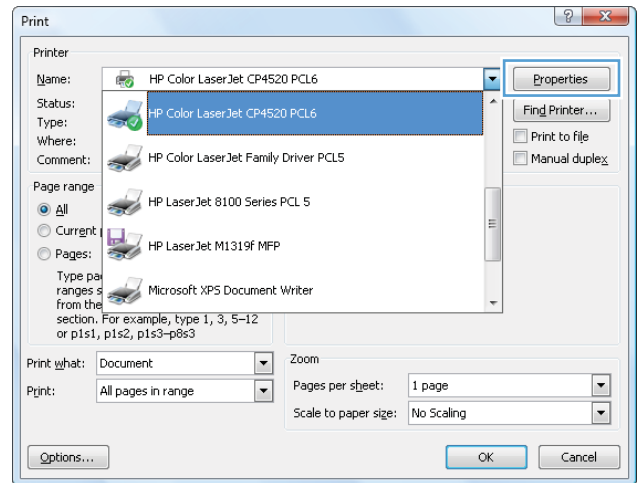 Print
Printer
Name: HP Color LaserJet CP4520 PCL6 Properties
Status:
HP Color LaserJet CP4520 PCL6 Find Printer...
Type:
Where: Print to file
Comment: HP Color LaserJet Family Driver PCL5 Manual duplex
Page range
All HP LaserJet 8100 Series PCL 5
Current
Pages: HP LaserJet M1319f MFP
Type
ranges Microsoft XPS Document Writer
from the
section. For example, type 1, 3, 5–12
or p1s1, p1s2, p1s3–p8s3
Print what: Document Zoom
Pages per sheet: 1 page
Print: All pages in range
Scale to paper size: No Scaling
Options... OK Cancel